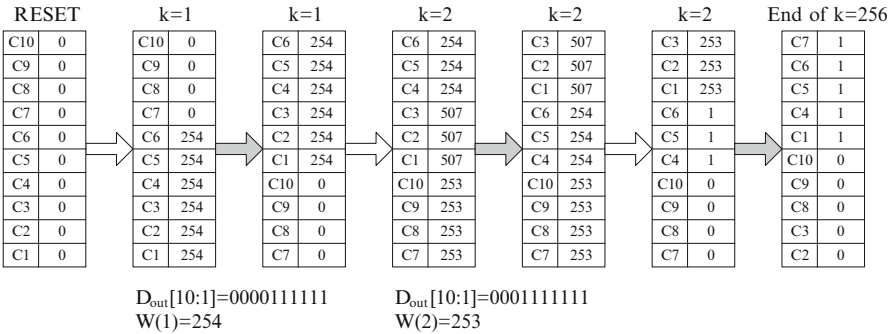 RESET k=1 k=1 k=2 k=2 k=2 End of k=256
C10 0 C10 0 C6 254 C6 254 C3 507 C3 253 C7 1
C9 0 C9 0 C5 254 C5 254 C2 507 C2 253 C6 1
C8 0 C8 0 C4 254 C4 254 C1 507 C1 253 C5 1
C7 0 C7 0 C3 254 C3 507 C6 254 C6 1 C4 1
C6 0 C6 254 C2 254 C2 507 C5 254 C5 1 C1 1
C5 0 C5 254 C1 254 C1 507 C4 254 C4 1 C10 0
C4 0 C4 254 C10 0 C10 253 C10 253 C10 0 C9 0
C3 0 C3 254 C9 0 C9 253 C9 253 C9 0 C8 0
C2 0 C2 254 C8 0 C8 253 C8 253 C8 0 C3 0
C1 0 C1 254 C7 0 C7 253 C7 253 C7 0 C2 0
Dout[10:1]=0000111111 Dout[10:1]=0001111111
W(1)=254 W(2)=253